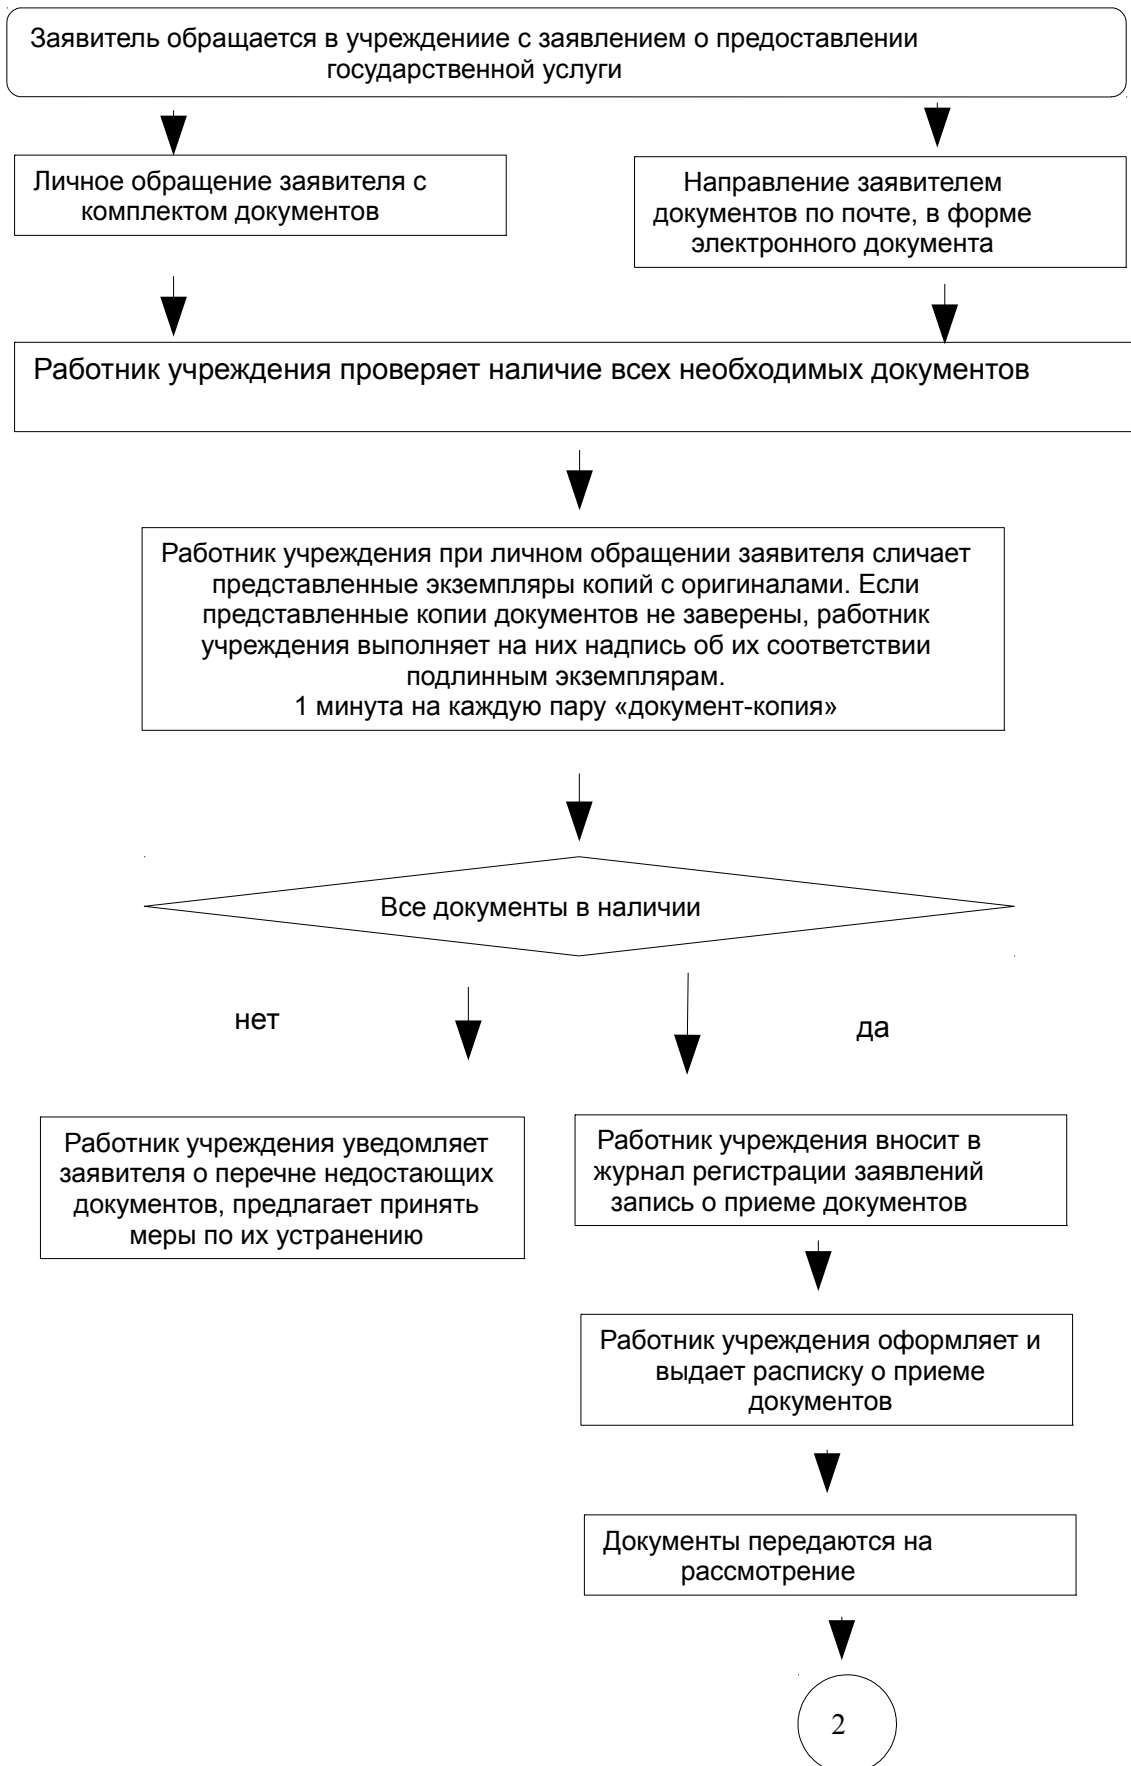 Заявитель обращается в учреждениие с заявлением о предоставлении
государственной услуги
Личное обращение заявителя с
комплектом документов
Направление заявителем
документов по почте, в форме
электронного документа
Работник учреждения проверяет наличие всех необходимых документов
Работник учреждения при личном обращении заявителя сличает
представленные экземпляры копий с оригиналами. Если
представленные копии документов не заверены, работник
учреждения выполняет на них надпись об их соответствии
подлинным экземплярам.
1 минута на каждую пару «документ-копия»
Все документы в наличии
нет
да
Работник учреждения уведомляет
заявителя о перечне недостающих
документов, предлагает принять
меры по их устранению
Работник учреждения вносит в
журнал регистрации заявлений
запись о приеме документов
Работник учреждения оформляет и
выдает расписку о приеме
документов
Документы передаются на
рассмотрение
2